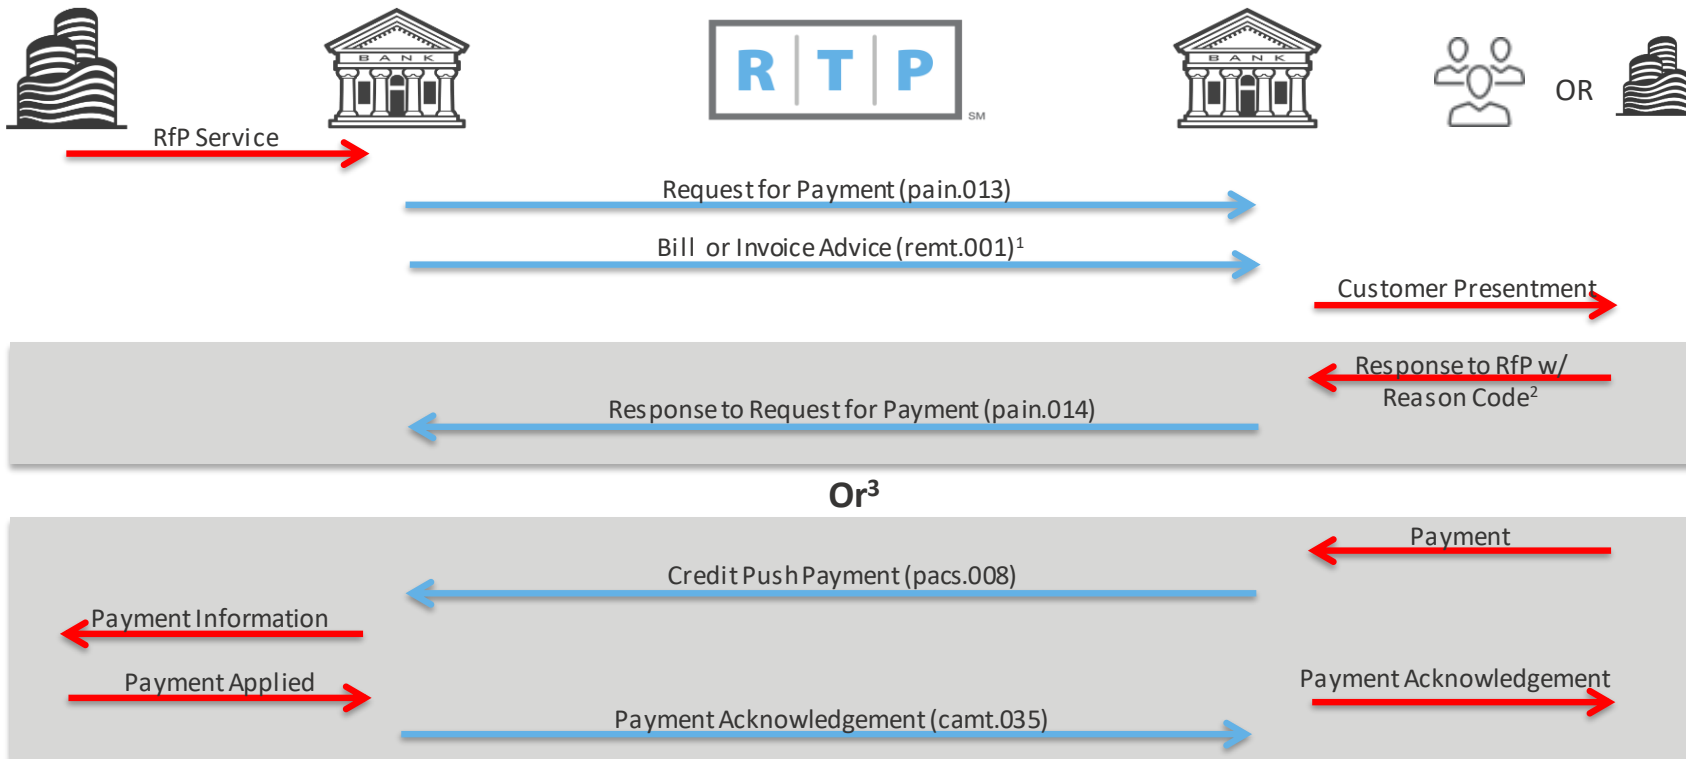 BANK
R T P
SM
BANK
OR
RfP Service
Request for Payment (pain.013)
Bill or Invoice Advice (remt.001)¹
Customer Presentment
Response to RfP w/
Reason Code²
Response to Request for Payment (pain.014)
Or³
Payment
Credit Push Payment (pacs.008)
Payment Information
Payment Applied
Payment Acknowledgement
Payment Acknowledgement (camt.035)